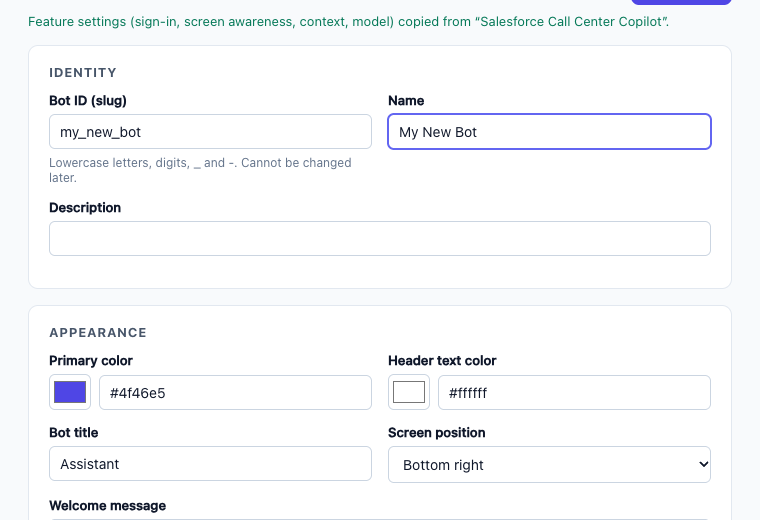 Feature settings (sign-in, screen awareness, context, model) copied from “Salesforce Call Center Copilot”.
IDENTITY
Bot ID (slug)
Name
my_new_bot
My New Bot
Lowercase letters, digits, _ and -. Cannot be changed
later.
Description
APPEARANCE
Primary color
Header text color
#4f46e5
#ffffff
Bot title
Screen position
Assistant
Bottom right
Welcome message